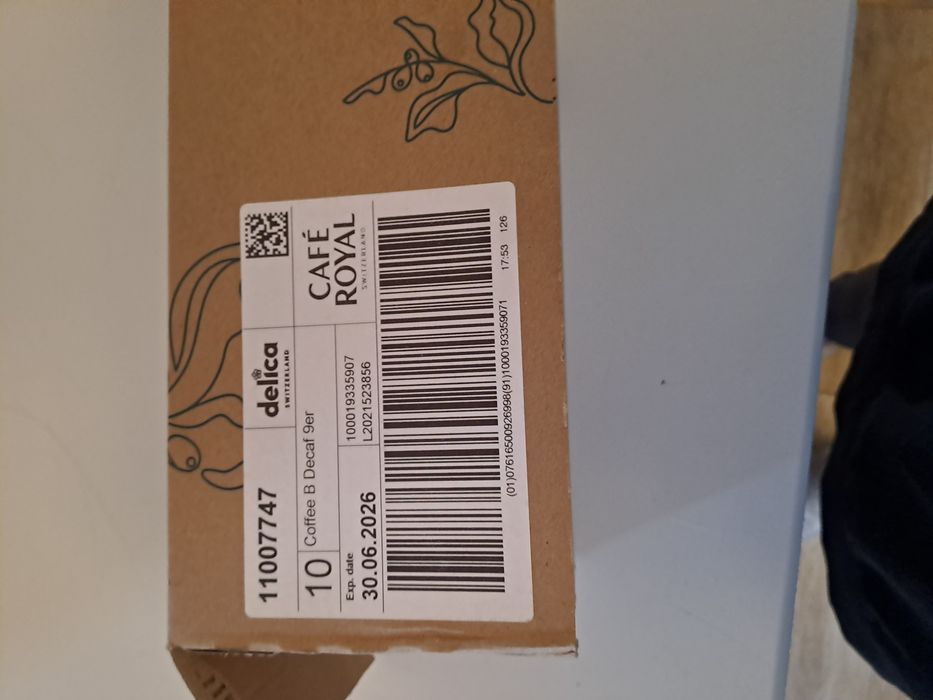 11007747
delica
SWITZERLAND
10
Coffee B Decaf 9er
CAFÉ
ROYAL
SWITZERLAND
Exp. date
30.06.2026
100019335907
L2021523856
(01)07616500926998(91)1000193359071
17:53 126